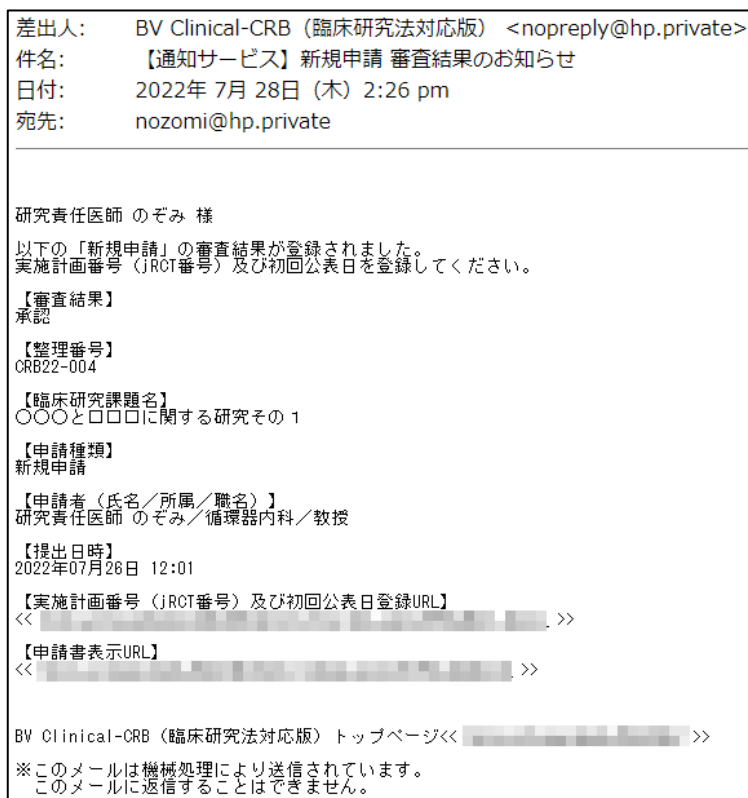 差出人: BV Clinical-CRB（臨床研究法対応版） <nopreply@hp.private>
件名: 【通知サービス】新規申請 審査結果のお知らせ
日付: 2022年 7月 28日（木）2:26 pm
宛先: nozomi@hp.private
研究責任医師 のぞみ 様
以下の「新規申請」の審査結果が登録されました。
実施計画番号（jRCT番号）及び初回公表日を登録してください。
【審査結果】
承認
【整理番号】
CRB22-004
【臨床研究課題名】
〇〇〇と□□□に関する研究その１
【申請種類】
新規申請
【申請者（氏名／所属／職名）】
研究責任医師 のぞみ／循環器内科／教授
【提出日時】
2022年07月26日 12:01
【実施計画番号（jRCT番号）及び初回公表日登録URL】
<< >>
【申請書表示URL】
<< >>
BV Clinical-CRB（臨床研究法対応版）トップページ<< >>
※このメールは機械処理により送信されています。
このメールに返信することはできません。